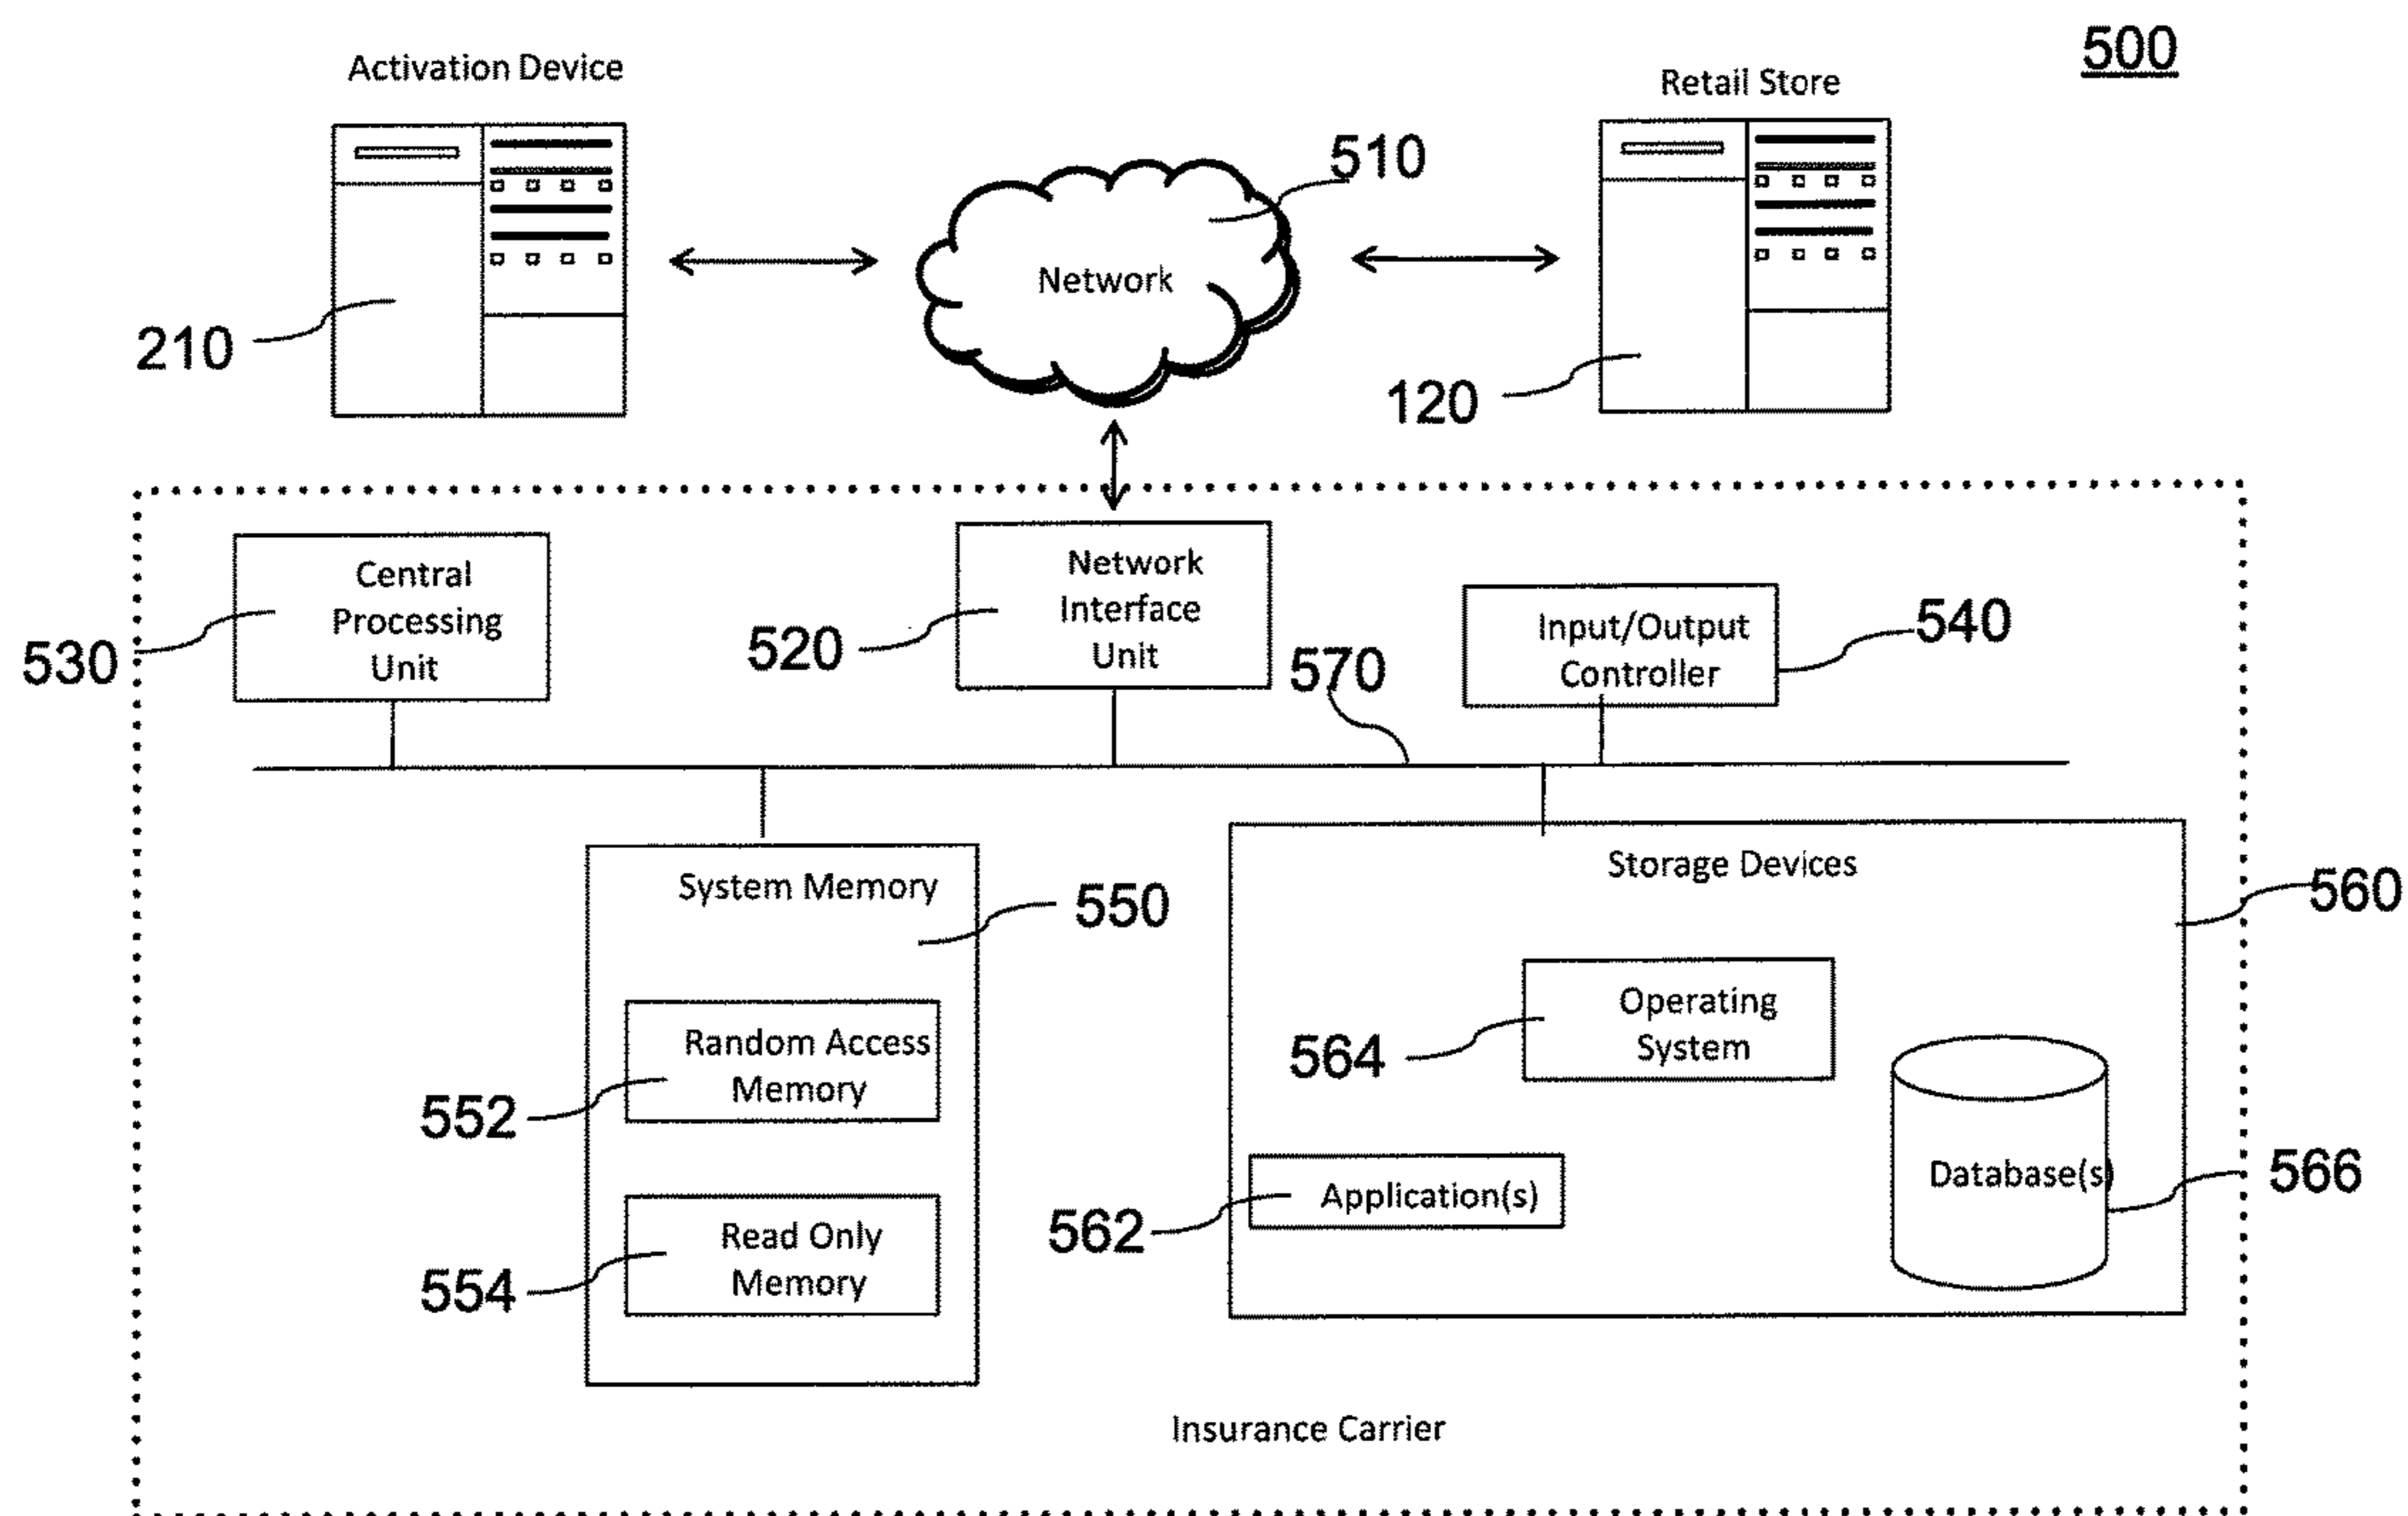 500
Activation Device
Retail Store
510
Network
210
120
Central
Processing
Unit
530
Network
Interface
Unit
520
Input/Output
Controller
540
570
System Memory
550
Random Access
Memory
552
Read Only
Memory
554
Storage Devices
560
Operating
System
564
Application(s)
562
Database(s)
566
Insurance Carrier